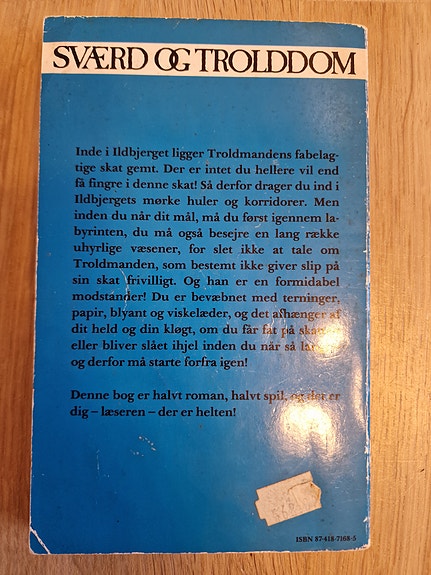 SVÆRD OG TROLDDOM
Inde i Ildbjerget ligger Troldmandens fabelag-
tige skat gemt. Der er intet du hellere vil end
få fingre i denne skat! Så derfor drager du ind i
Ildbjergets mørke huler og korridorer. Men
inden du når dit mål, må du først igennem la-
byrinten, du må også besejre en lang række
uhyrlige væsener, for slet ikke at tale om
Troldmanden, som bestemt ikke giver slip på
sin skat frivilligt. Og han er en formidabel
modstander! Du er bevæbnet med terninger,
papir, blyant og viskelæder, og det afhænger af
dit held og din kløgt, om du får fat på
eller bliver slået ihjel inden du når så
og derfor må starte forfra igen!
Denne bog er halvt roman, halvt spil, og det er
dig – læseren – der er helten!
ISBN 87-418-7168-5